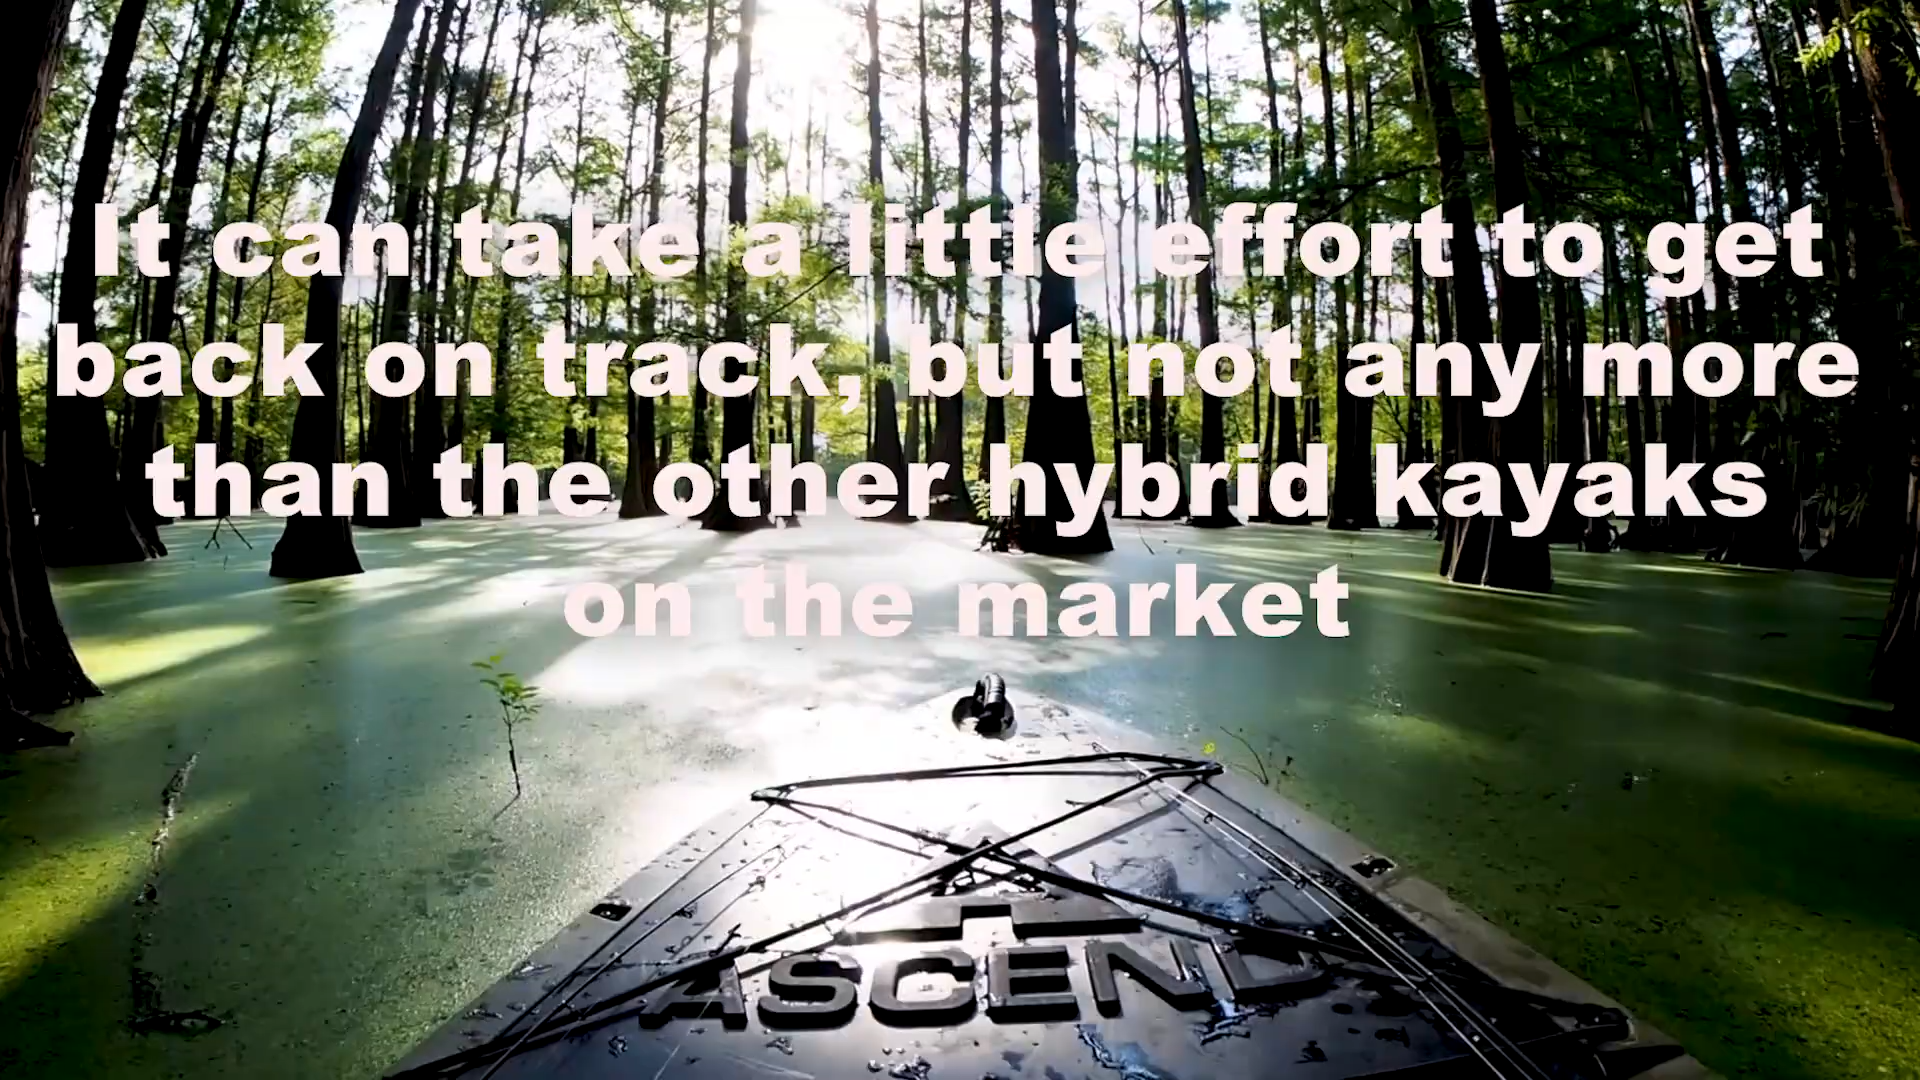 It can take a little effort to get
back on track, but not any more
than the other hybrid kayaks
on the market
ASCEND